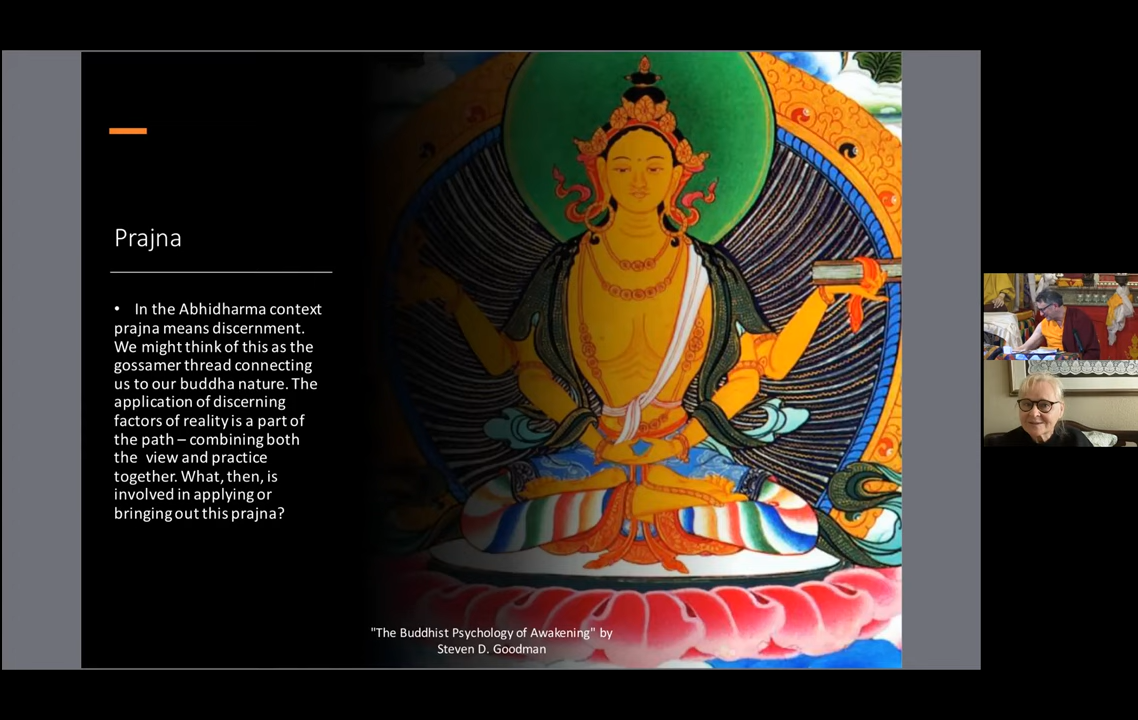 Prajna
• In the Abhidharma context
prajna means discernment.
We might think of this as the
gossamer thread connecting
us to our buddha nature. The
application of discerning
factors of reality is a part of
the path – combining both
the view and practice
together. What, then, is
involved in applying or
bringing out this prajna?
"The Buddhist Psychology of Awakening" by
Steven D. Goodman